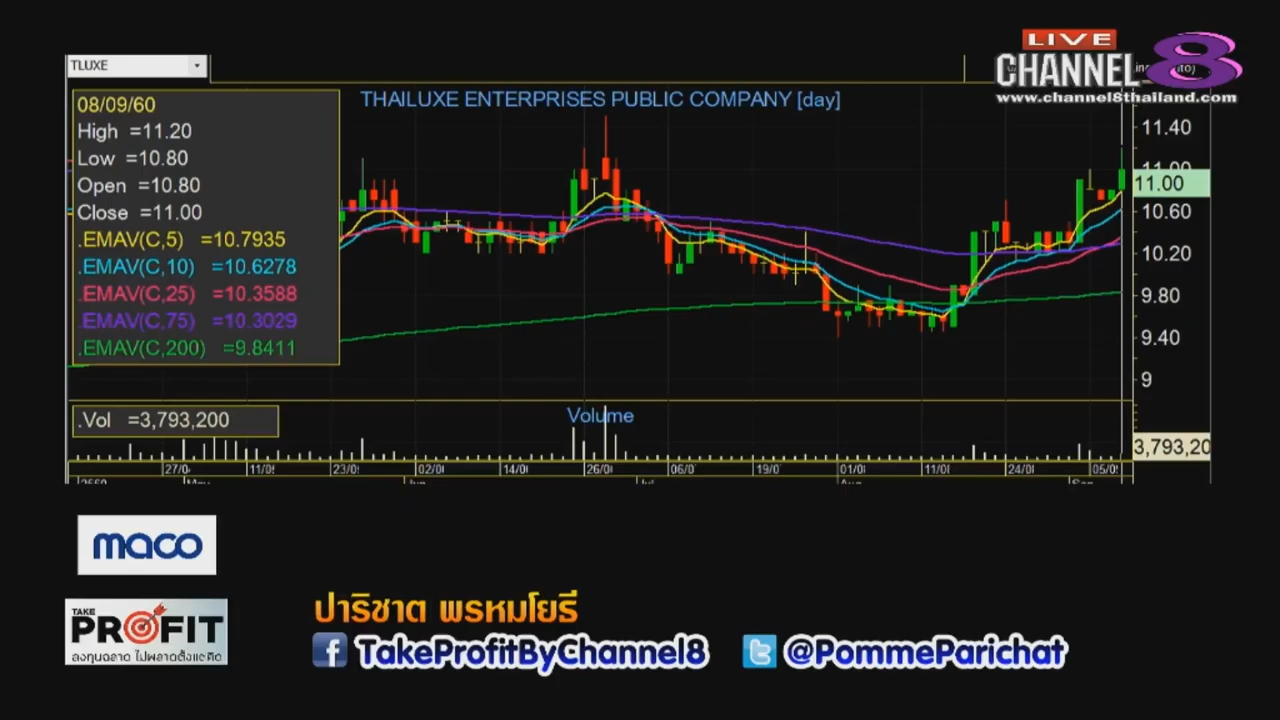 LIVE
CHANNEL 8
www.channel8thailand.com
TLUXE
THAILUXE ENTERPRISES PUBLIC COMPANY [day]
08/09/60
High =11.20
Low =10.80
Open =10.80
Close =11.00
.EMAV(C,5) =10.7935
.EMAV(C,10) =10.6278
.EMAV(C,25) =10.3588
.EMAV(C,75) =10.3029
.EMAV(C,200) =9.8411
11.40
11.00
11.00
10.60
10.20
9.80
9.40
9
.Vol =3,793,200
Volume
3,793,20
27/0 11/0 23/0 02/0 14/0 26/0 06/0 19/0 01/0 11/0 24/0 05/0
maco
TAKE
PROFIT
ลงทุนฉลาด ไม่พลาดตั้งแต่คิด
ปาริชาต พรหมโยธี
TakeProfitByChannel8 @PommeParichat